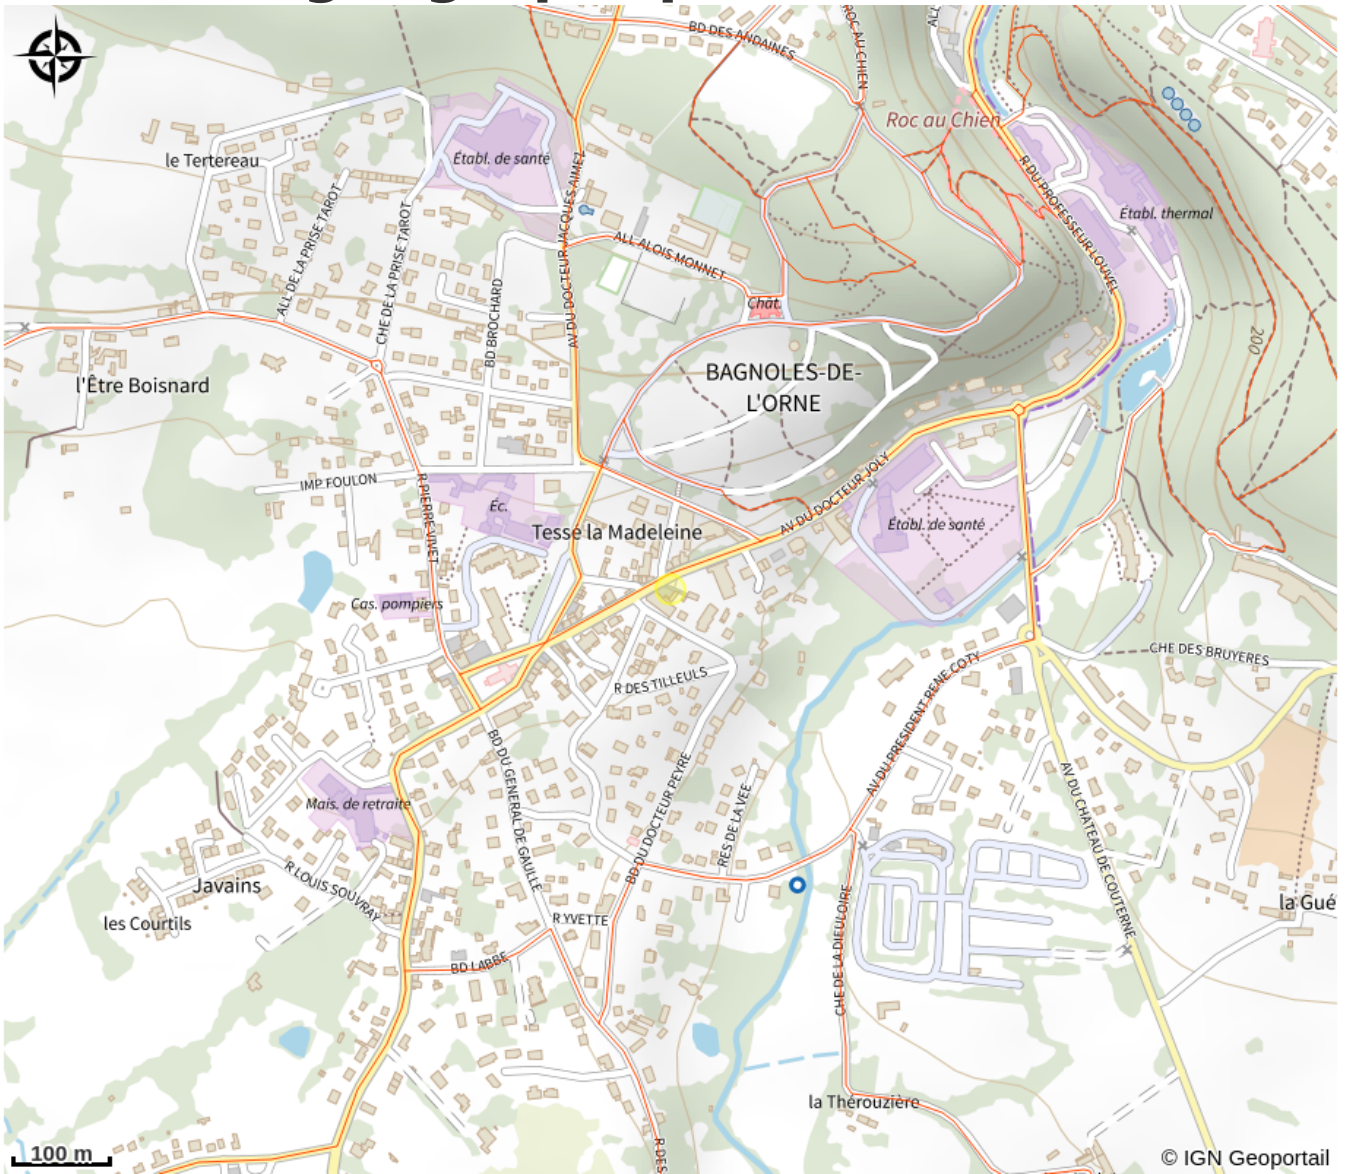 BD DES ANDAINES
ROC AU CHIEN
ALL
Roc au Chien
le Tertereau
Établ. de santé
R DU PROFESSEUR LOUVEL
Établ. thermal
ALL DE LA PRISE TAROT
CHE DE LA PRISE TAROT
AV DU DOCTEUR JACQUES AIMEZ
ALL ALOIS MONNET
BD BROCHARD
Chât.
200
l'Être Boisnard
BAGNOLES-DE-
L'ORNE
IMP FOULON
R PIERRE VIVET
Éc.
Tesse la Madeleine
AV DU DOCTEUR JOLY
Établ. de santé
Cas. pompiers
CHE DES BRUYERES
R DES TILLEULS
AV DU PRESIDENT RENE COTY
BD DU GENERAL DE GAULLE
BD DU DOCTEUR PEYRE
RES DE LA VEE
AV DU CHATEAU DE COUTERNE
Mais. de retraite
Javains
R LOUIS SOUVRAY
les Courtils
R YVETTE
la Gué
BD LABBE
CHE DE LA DIEULOIRE
la Thérouzière
R DES
100 m
© IGN Geoportail